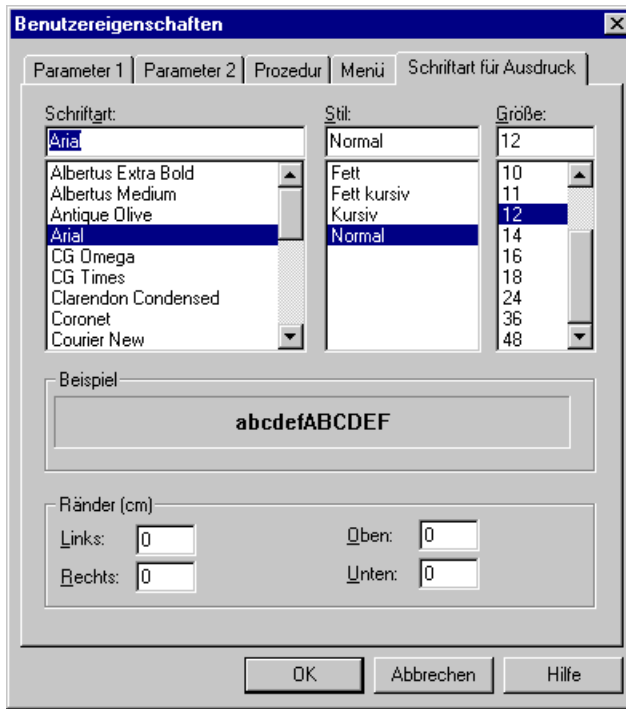 Benutzereigenschaften
Parameter 1 Parameter 2 Prozedur Menü Schriftart für Ausdruck
Schriftart: Stil: Größe:
Arial Normal 12
Albertus Extra Bold Fett 10
Albertus Medium Fett kursiv 11
Antique Olive Kursiv 12
Arial Normal 14
CG Omega 16
CG Times 18
Clarendon Condensed 24
Coronet 36
Courier New 48
Beispiel
abcdefABCDEF
Ränder (cm)
Links: 0 Oben: 0
Rechts: 0 Unten: 0
OK Abbrechen Hilfe